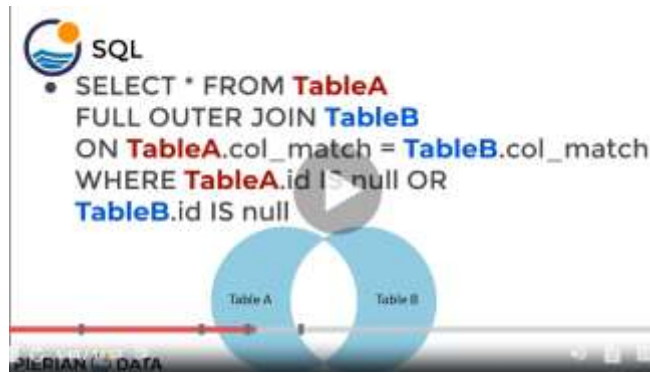 SQL
• SELECT * FROM TableA
FULL OUTER JOIN TableB
ON TableA.col_match = TableB.col_match
WHERE TableA.id IS null OR
TableB.id IS null
Table A
Table B
PIERIAN DATA